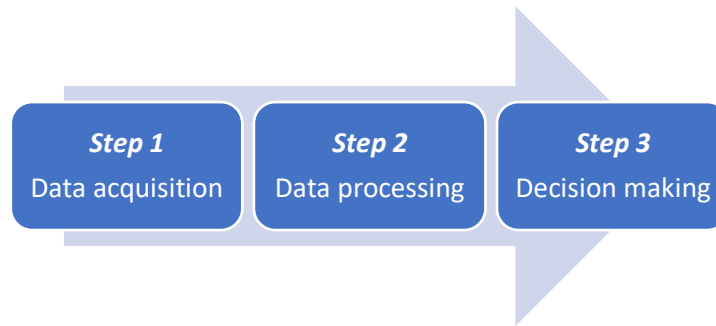 Step 1
Data acquisition
Step 2
Data processing
Step 3
Decision making